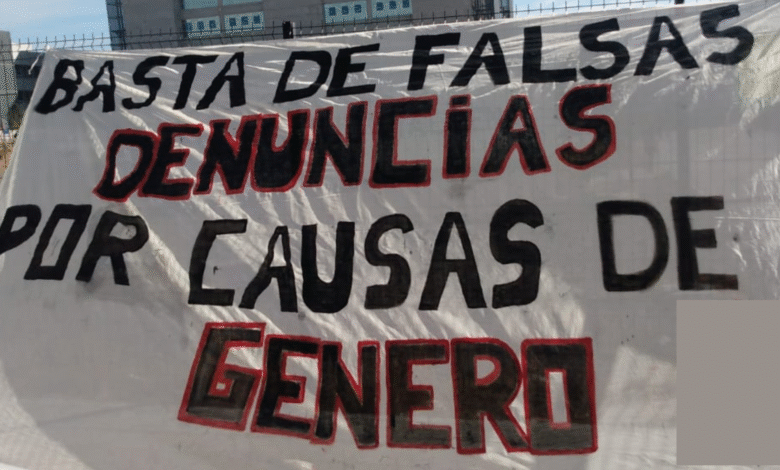 BASTA DE FALSAS
DENUNCIAS
POR CAUSAS DE
GENERO